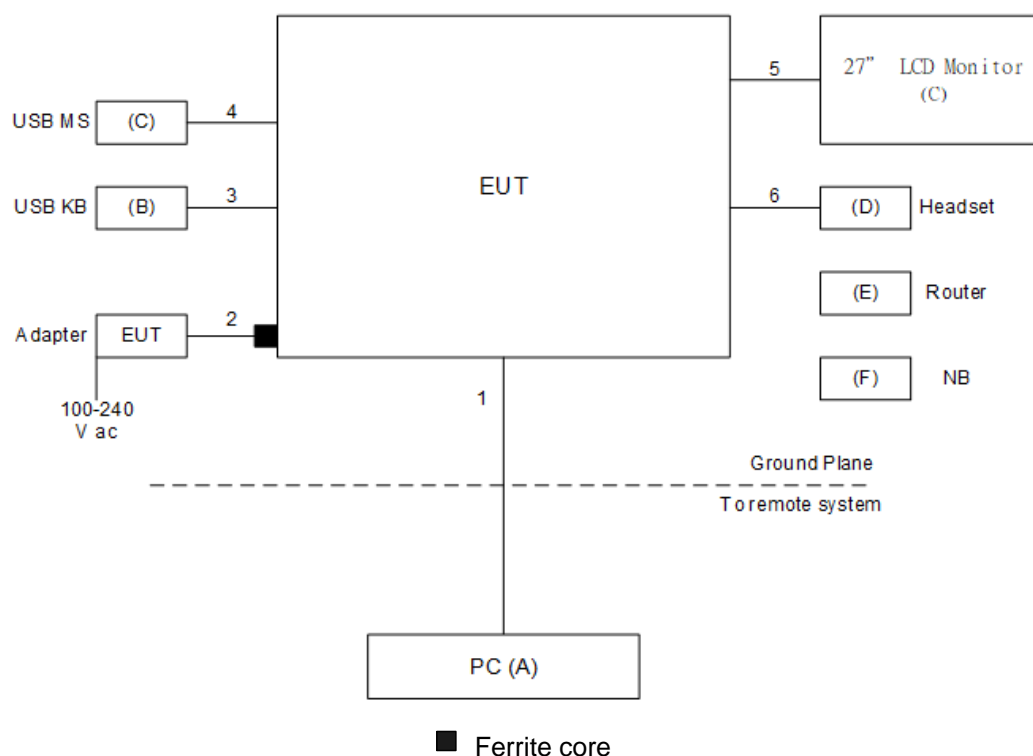 27” LCD Monitor
(C)
5
USB MS
(C)
4
USB KB
(B)
3
EUT
6
(D)
Headset
(E)
Router
Adapter
EUT
2
(F)
NB
1
100-240
V ac
Ground Plane
To remote system
PC (A)
Ferrite core